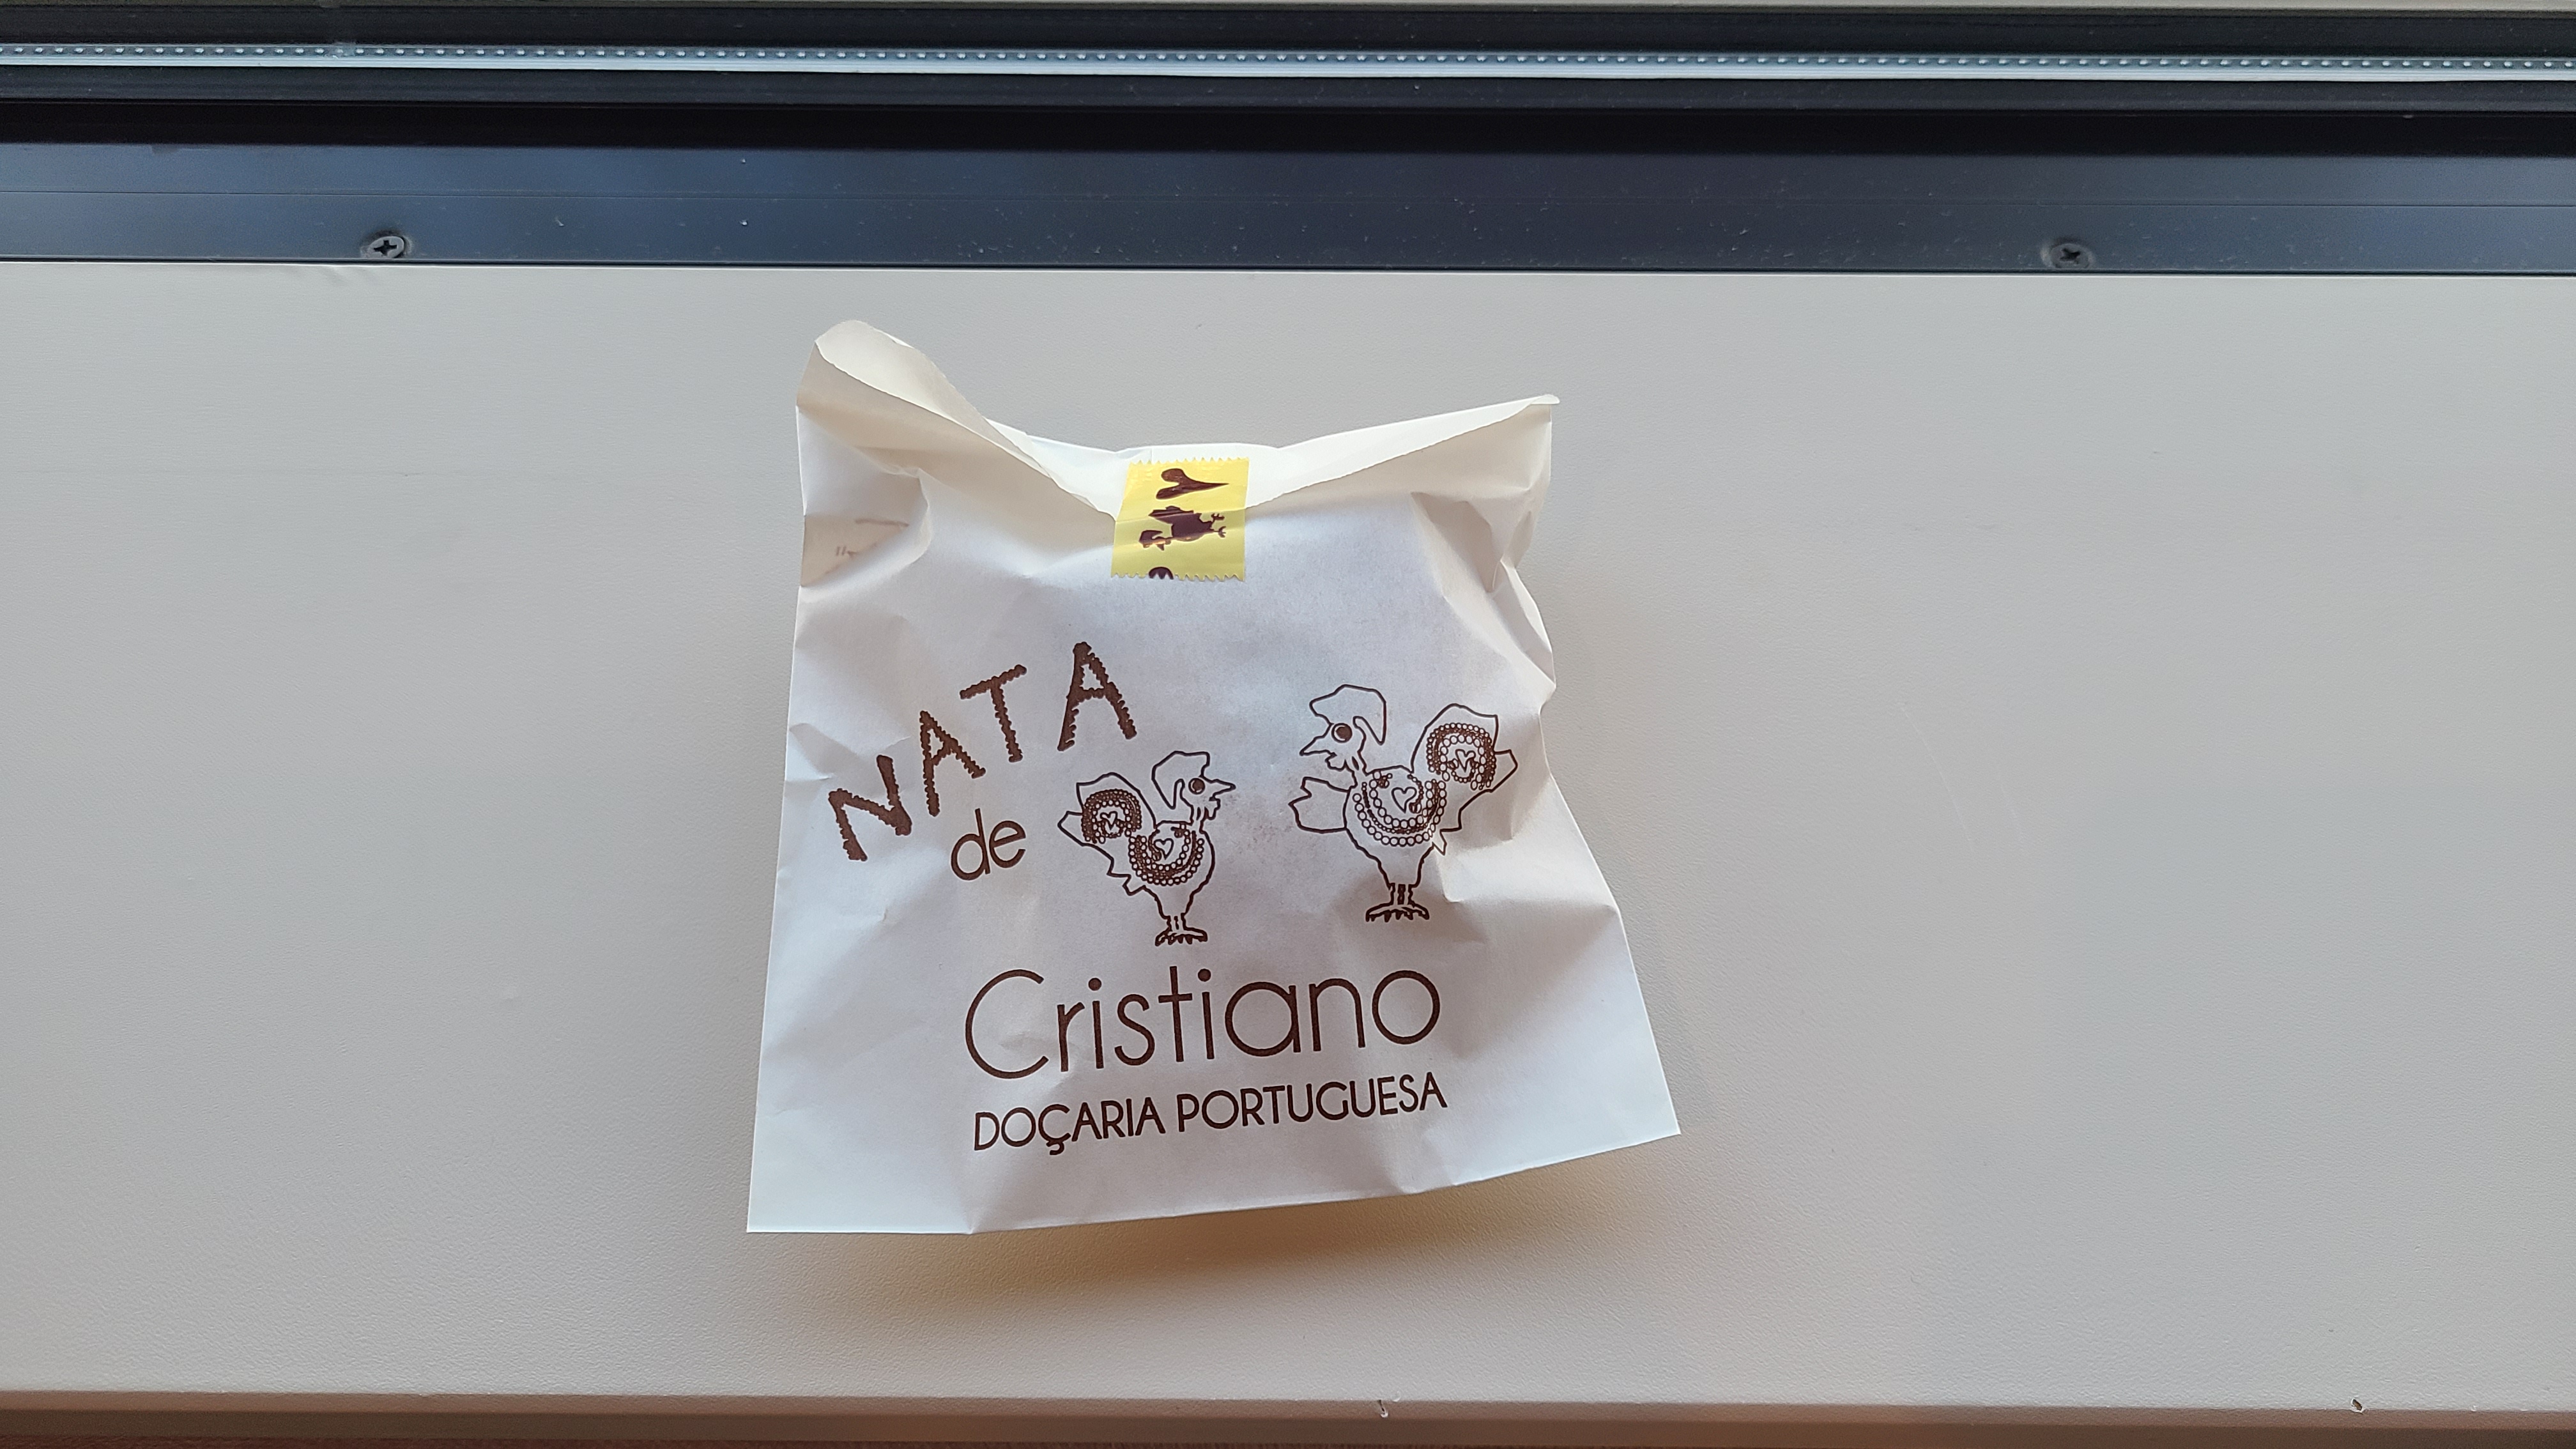 NATA
de
Cristiano
DOÇARIA PORTUGUESA